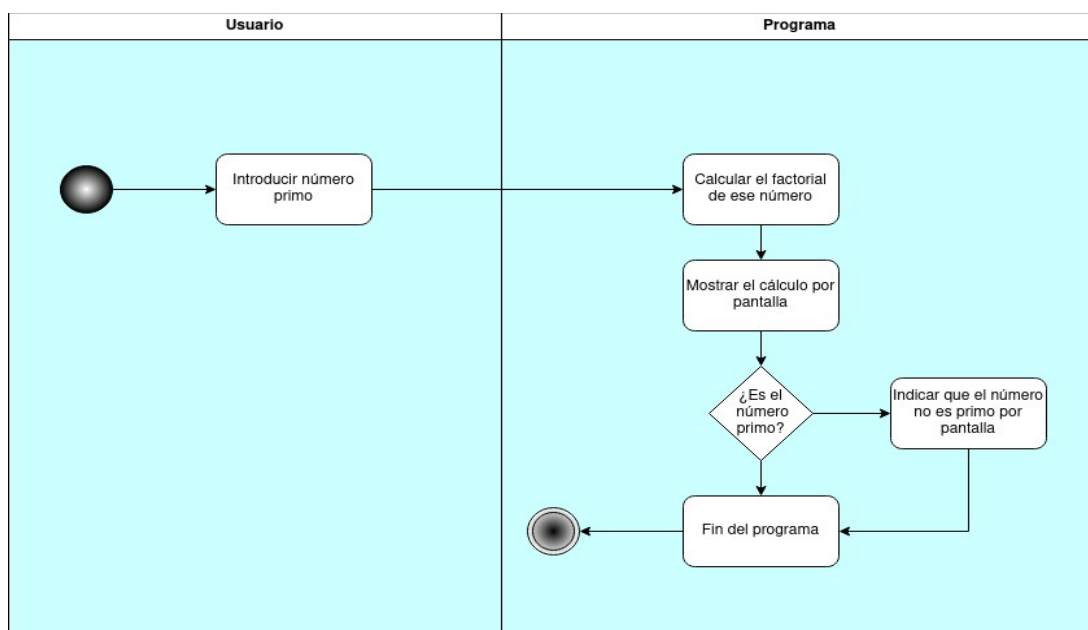 Usuario
Programa
Introducir número
primo
Calcular el factorial
de ese número
Mostrar el cálculo por
pantalla
¿Es el
número
primo?
Indicar que el número
no es primo por
pantalla
Fin del programa